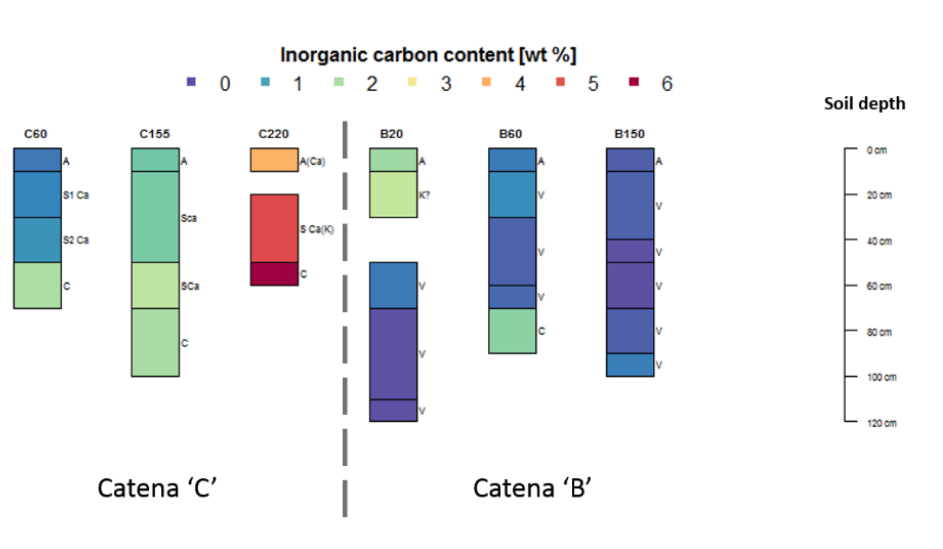 Inorganic carbon content [wt %]
0 1 2 3 4 5 6
Soil depth
C60 C155 C220 B20 B60 B150
A
S1 Ca
S2 Ca
C
A
Sca
SCa
C
A(Ca)
S Ca(K)
C
A
K?
V
V
V
A
V
V
V
C
A
V
V
V
V
V
0 cm
20 cm
40 cm
60 cm
80 cm
100 cm
120 cm
Catena ‘C’ Catena ‘B’